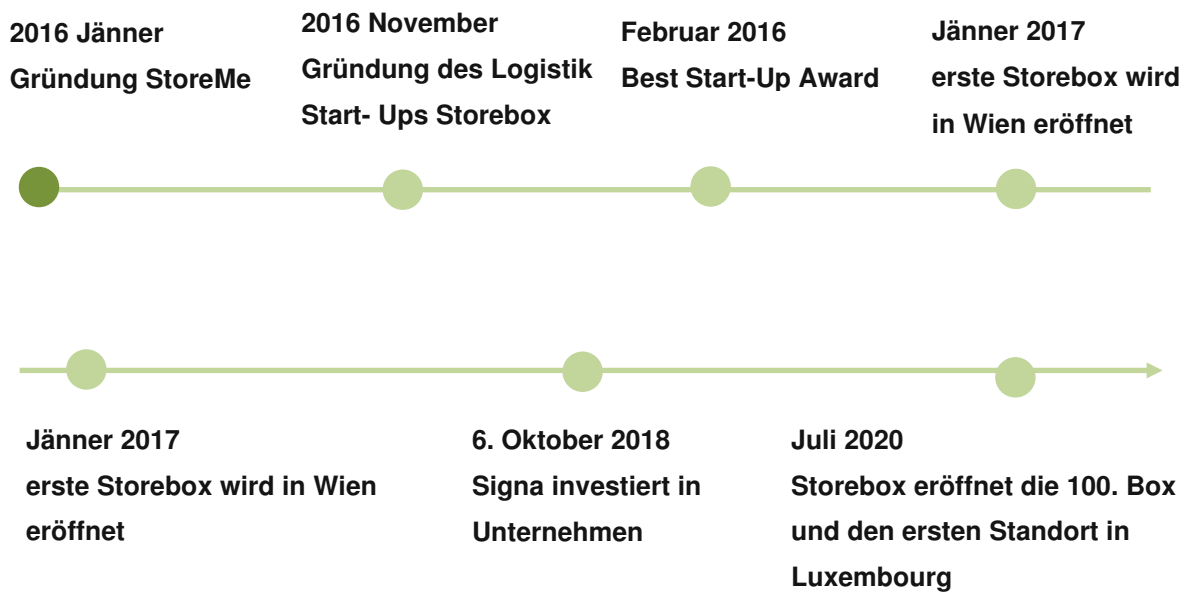 2016 Jänner
Gründung StoreMe
2016 November
Gründung des Logistik
Start- Ups Storebox
Februar 2016
Best Start-Up Award
Jänner 2017
erste Storebox wird
in Wien eröffnet
Jänner 2017
erste Storebox wird in Wien
eröffnet
6. Oktober 2018
Signa investiert in
Unternehmen
Juli 2020
Storebox eröffnet die 100. Box
und den ersten Standort in
Luxembourg